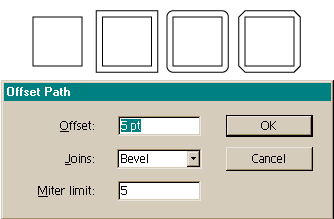 Offset Path
Offset: 5 pt OK
Joins: Bevel Cancel
Miter limit: 5